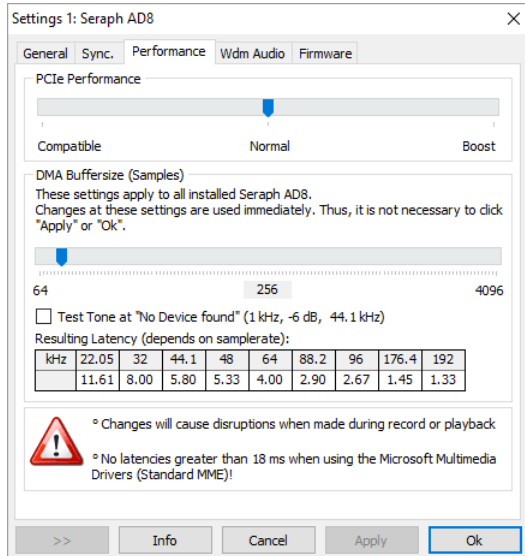 Settings 1: Seraph AD8
General Sync. Performance Wdm Audio Firmware
PCIe Performance
Compatible Normal Boost
DMA Buffersize (Samples)
These settings apply to all installed Seraph AD8.
Changes at these settings are used immediately. Thus, it is not necessary to click
"Apply" or "Ok".
64 256 4096
Test Tone at "No Device found" (1 kHz, -6 dB, 44.1 kHz)
Resulting Latency (depends on samplerate):
kHz 22.05 32 44.1 48 64 88.2 96 176.4 192
11.61 8.00 5.80 5.33 4.00 2.90 2.67 1.45 1.33
° Changes will cause disruptions when made during record or playback
° No latencies greater than 18 ms when using the Microsoft Multimedia
Drivers (Standard MME)!
>> Info Cancel Apply Ok